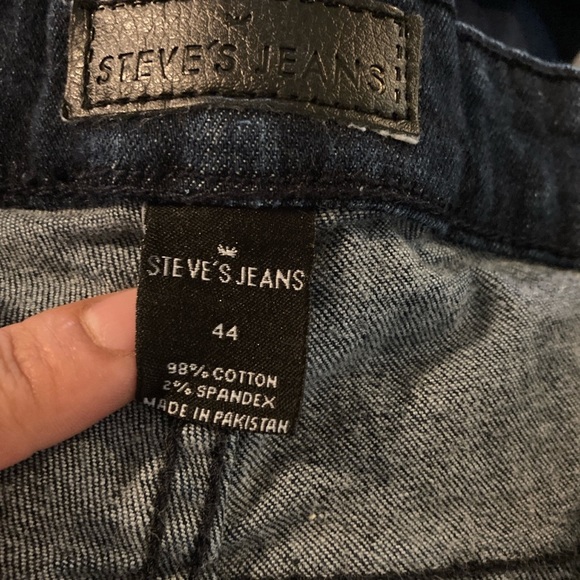 STEVE'S JEANS
STEVE'S JEANS
44
98% COTTON
2% SPANDEX
MADE IN PAKISTAN